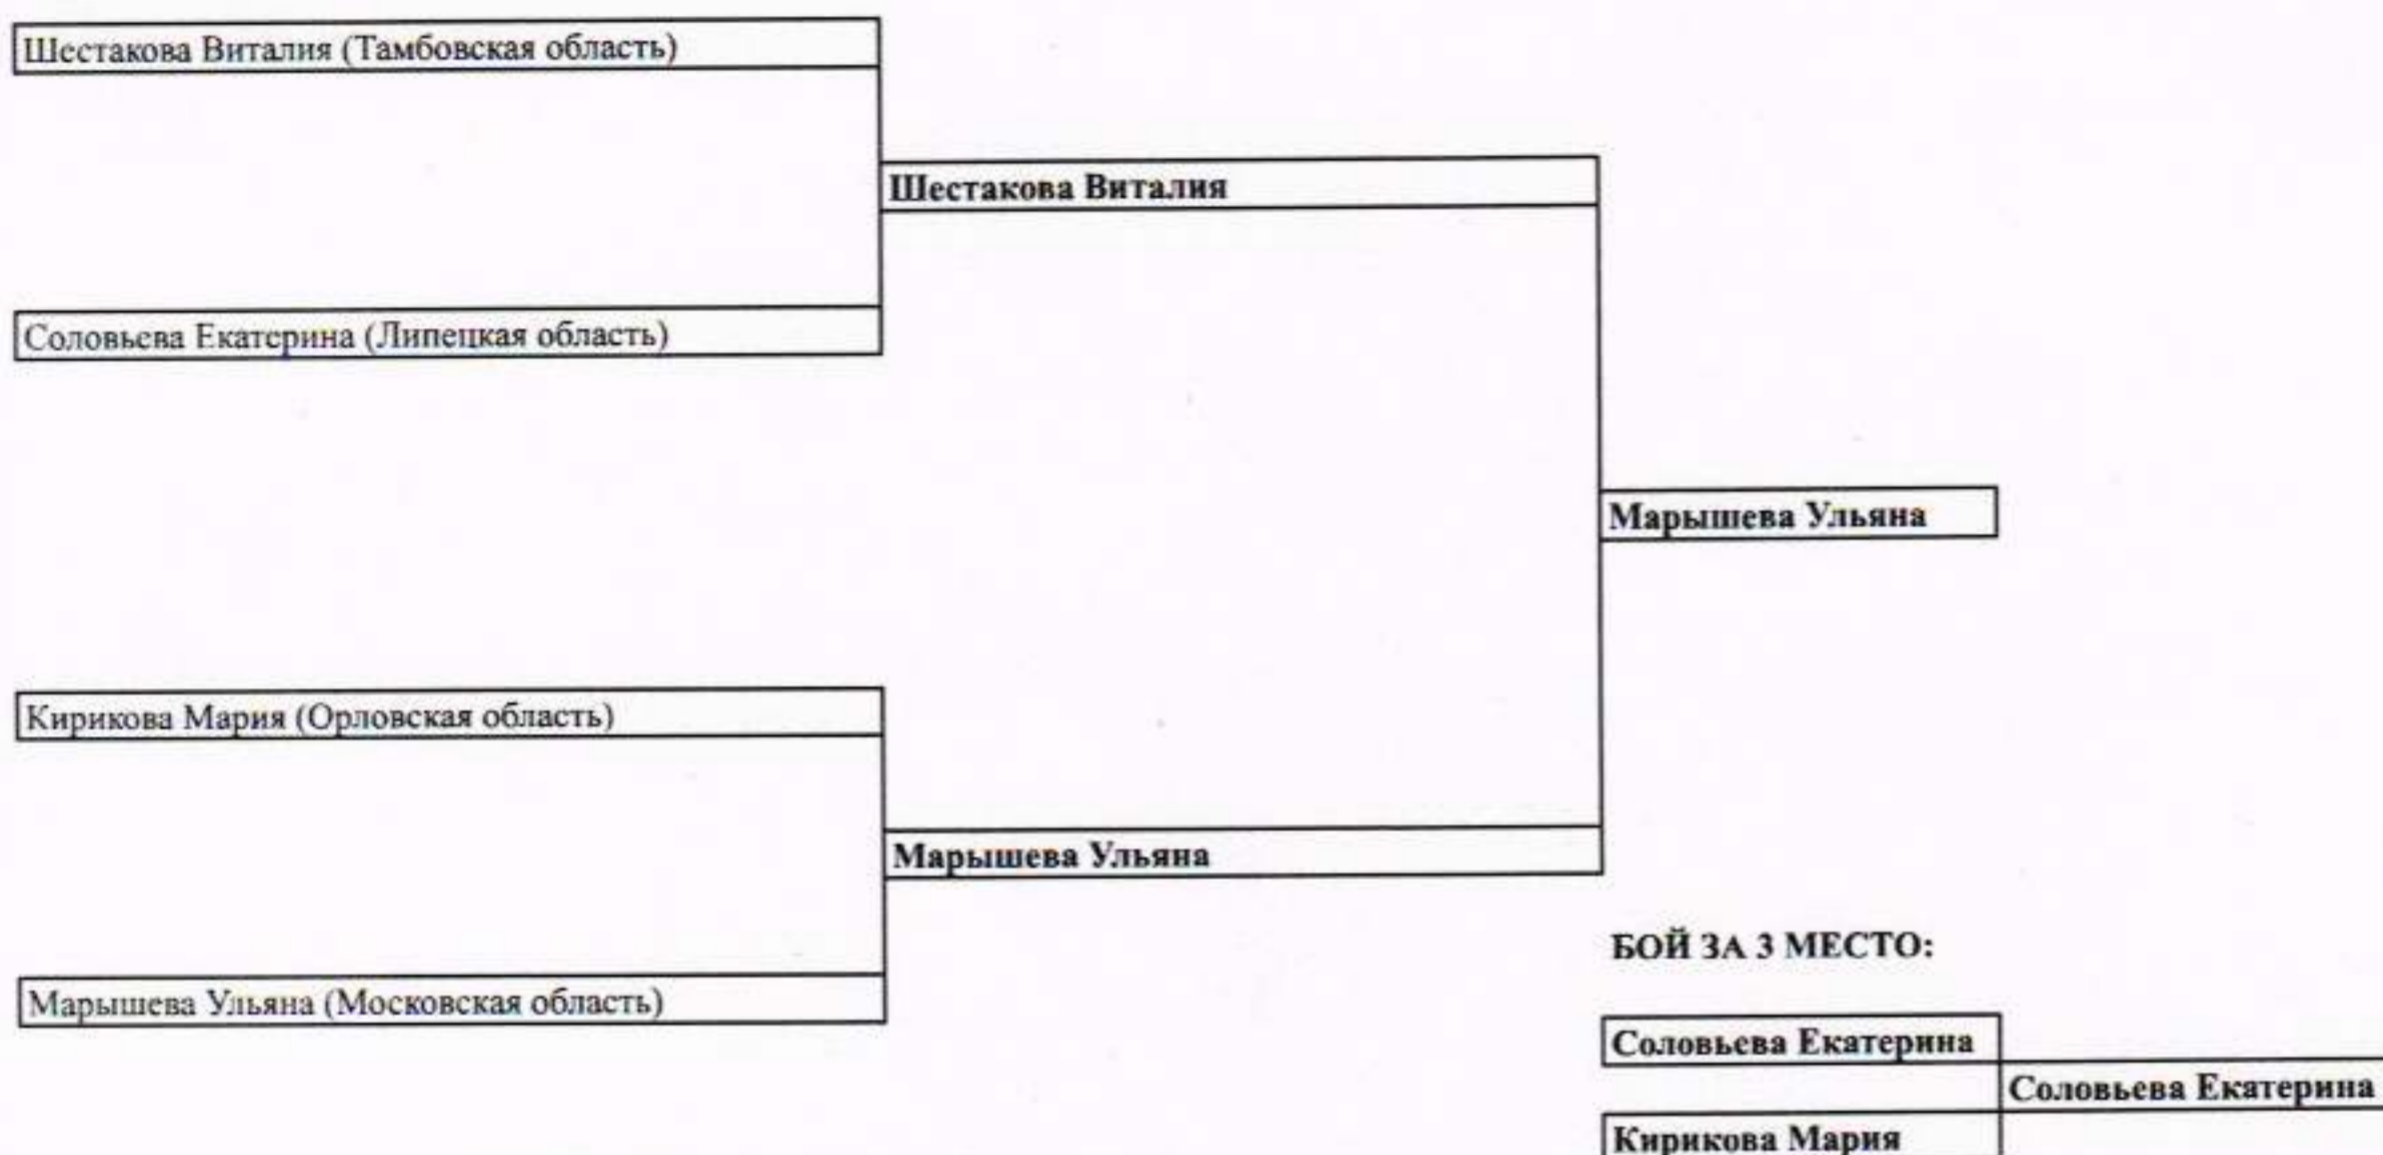 Шестакова Виталия (Тамбовская область)
Шестакова Виталия
Соловьева Екатерина (Липецкая область)
Марышева Ульяна
Кирикова Мария (Орловская область)
Марышева Ульяна
БОЙ ЗА 3 МЕСТО:
Марышева Ульяна (Московская область)
Соловьева Екатерина
Соловьева Екатерина
Кирикова Мария